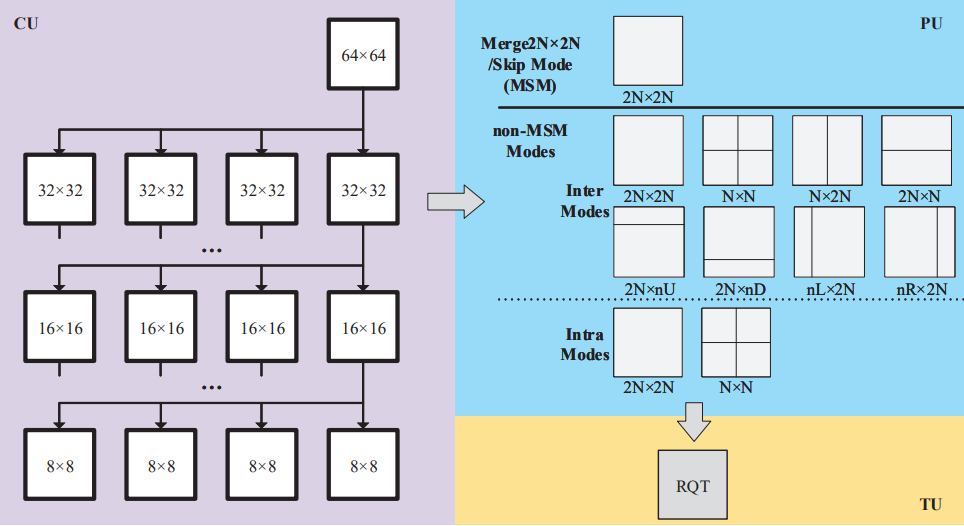 CU
64×64
32×32
32×32
32×32
32×32
...
16×16
16×16
16×16
16×16
...
8×8
8×8
8×8
8×8
PU
Merge2N×2N
/Skip Mode
(MSM)
2N×2N
non-MSM
Modes
Inter
Modes
2N×2N
N×N
N×2N
2N×N
2N×nU
2N×nD
nL×2N
nR×2N
Intra
Modes
2N×2N
N×N
RQT
TU